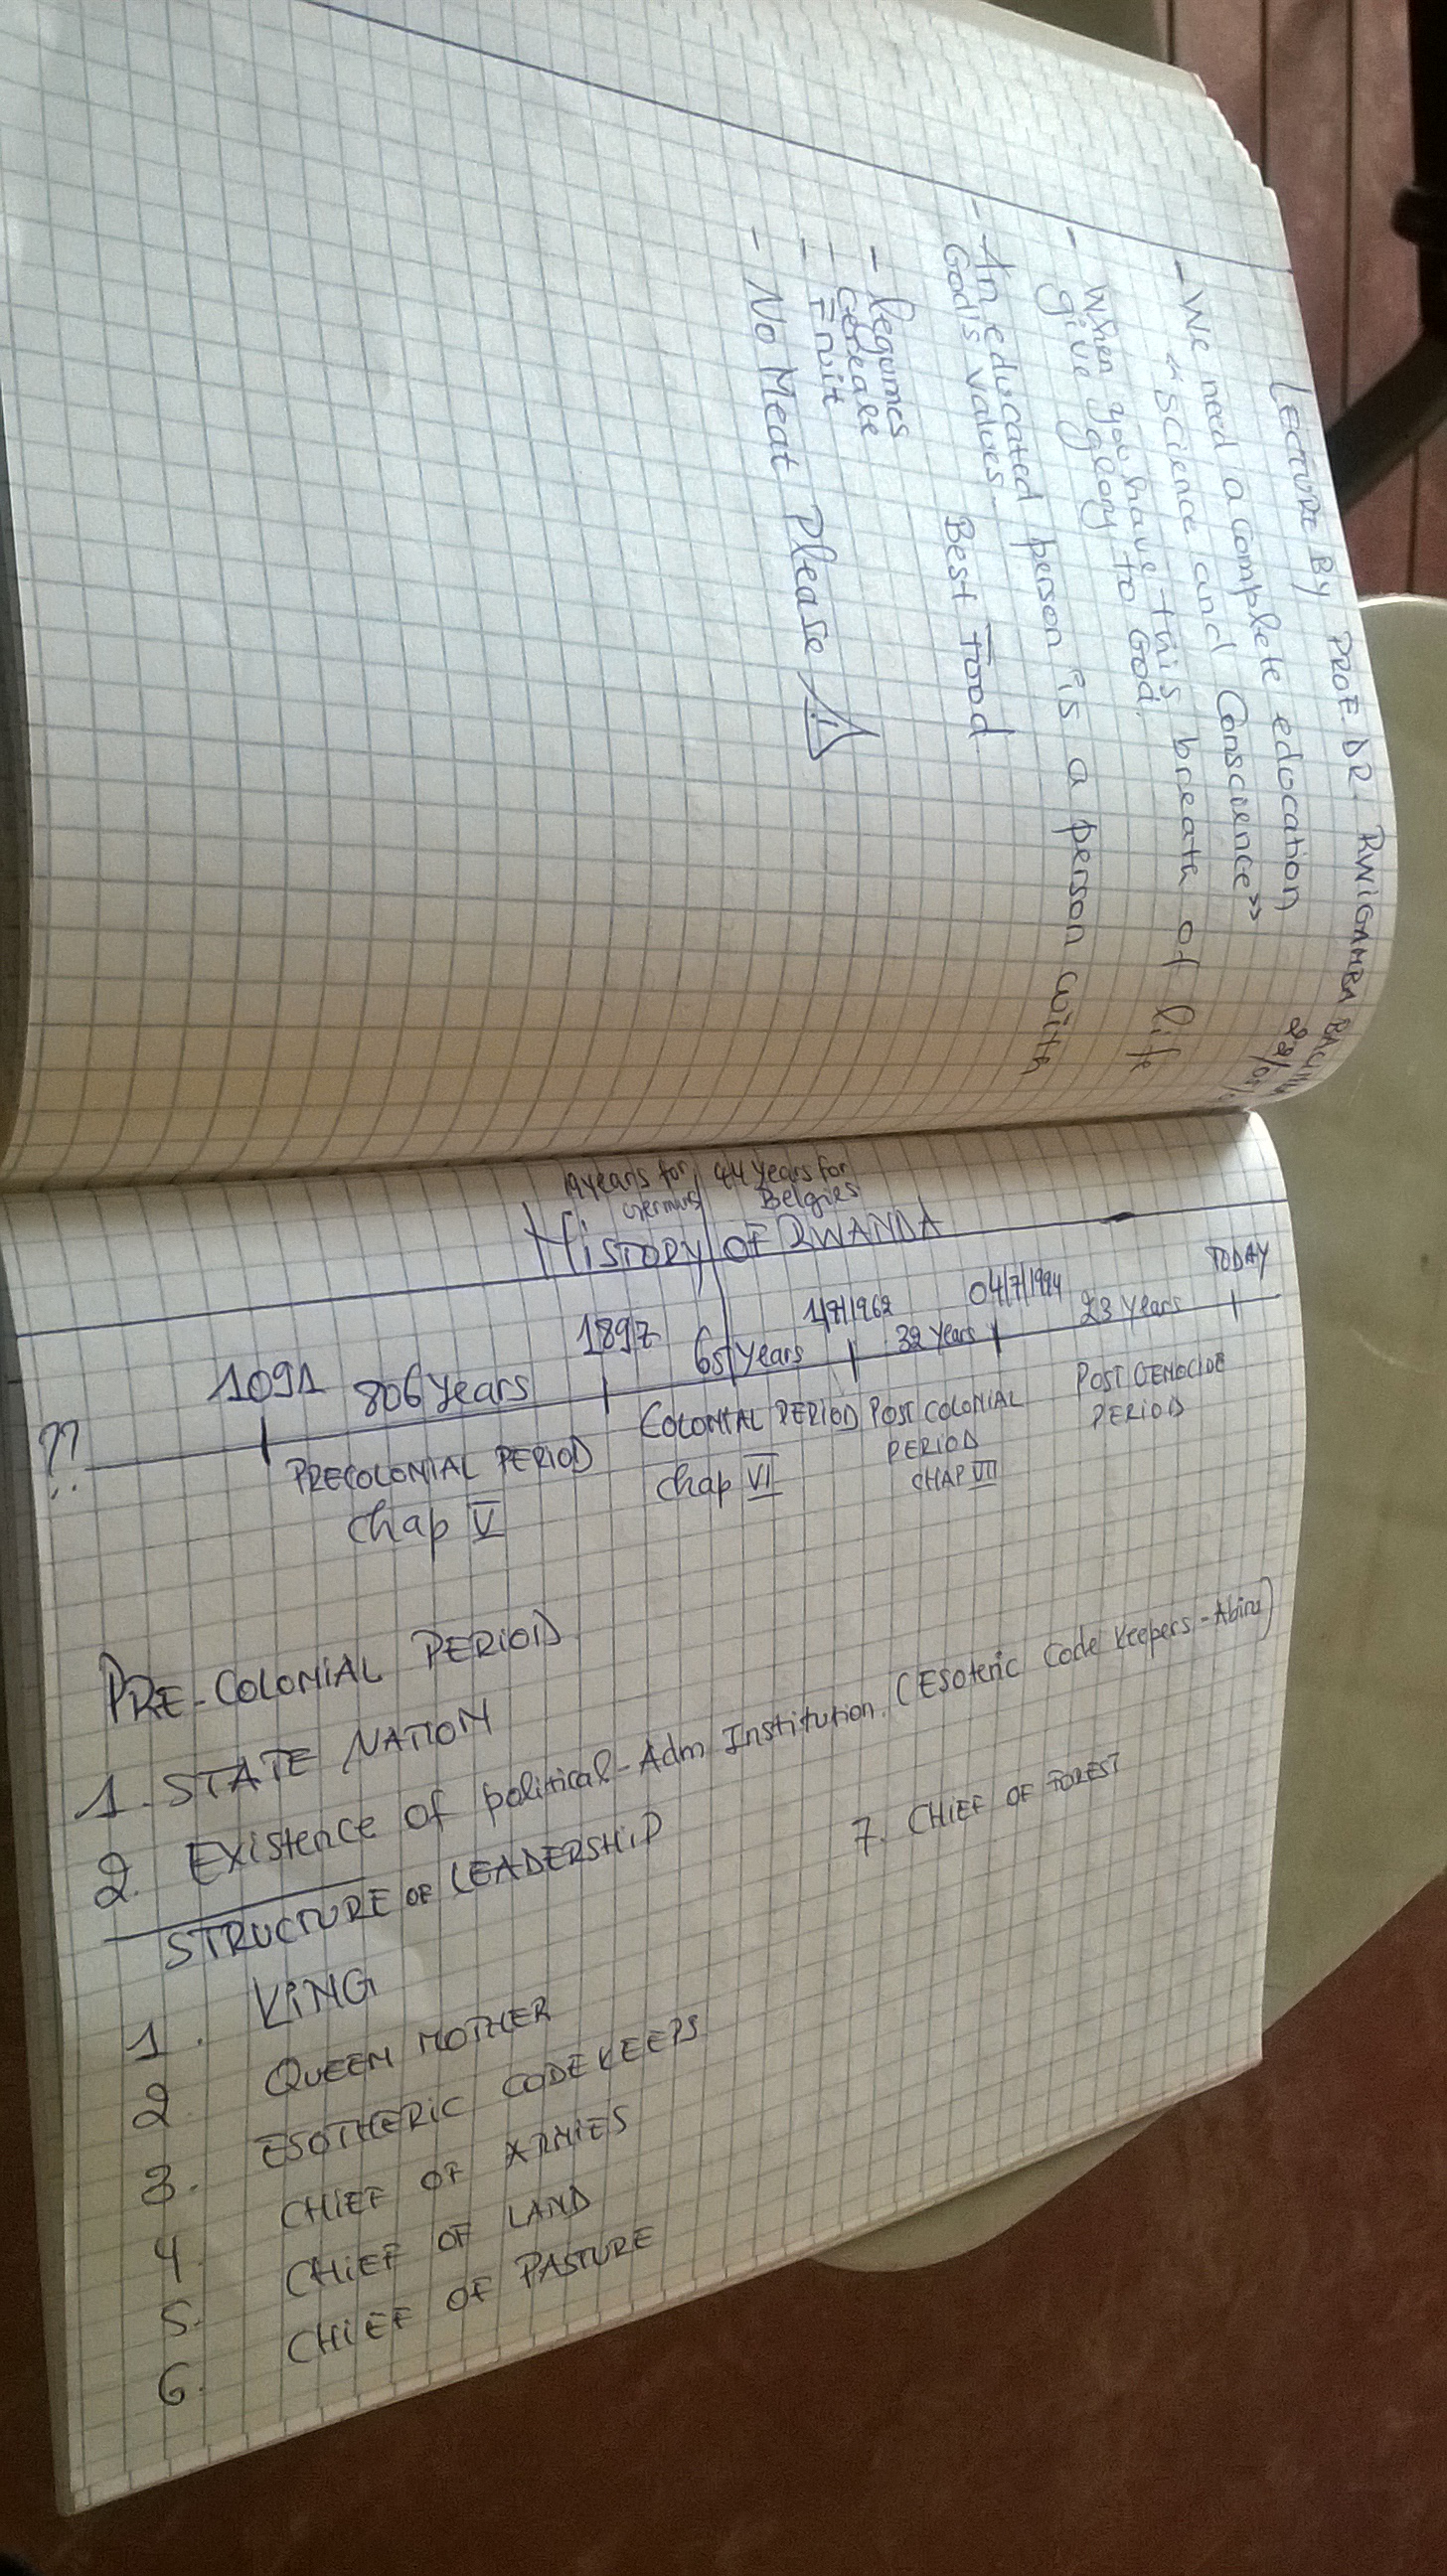 LECTURE BY PROF. DR. RWIGAMBA
22/01/
- We need a complete education
"Science and Conscience"
- When you have this breath of life
give glory to God.
- An educated person is a person with
God's values.
Best Food
- Legumes
- Cereale
- Fruit
- No Meat Please !
19 years for 44 years for
Germans Belgies
HISTORY OF RWANDA
?? 1091 806 years 1897 65 years 1/7/1962 32 years 04/7/1994 23 years TODAY
PRECOLONIAL PERIOD COLONIAL PERIOD POST COLONIAL POST GENOCIDE
PERIOD PERIOD
chap V chap VI CHAP VII
PRE-COLONIAL PERIOD
1. STATE NATION
2. Existence of political-Adm Institution. (Esoteric Code Keepers - Abiru)
STRUCTURE OF LEADERSHIP
1. KING
2. QUEEN MOTHER
3. ESOTHERIC CODE KEEPS
4. CHIEF OF ARMIES
5. CHIEF OF LAND
6. CHIEF OF PASTURE
7. CHIEF OF FOREST